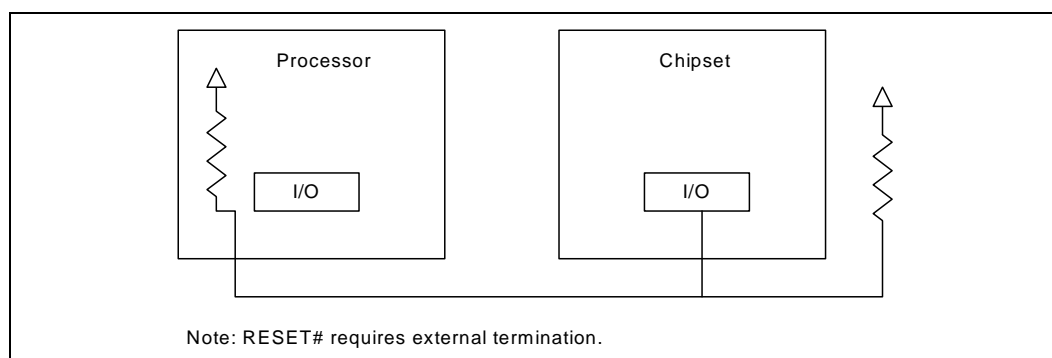 Processor
Chipset
I/O
I/O
Note: RESET# requires external termination.